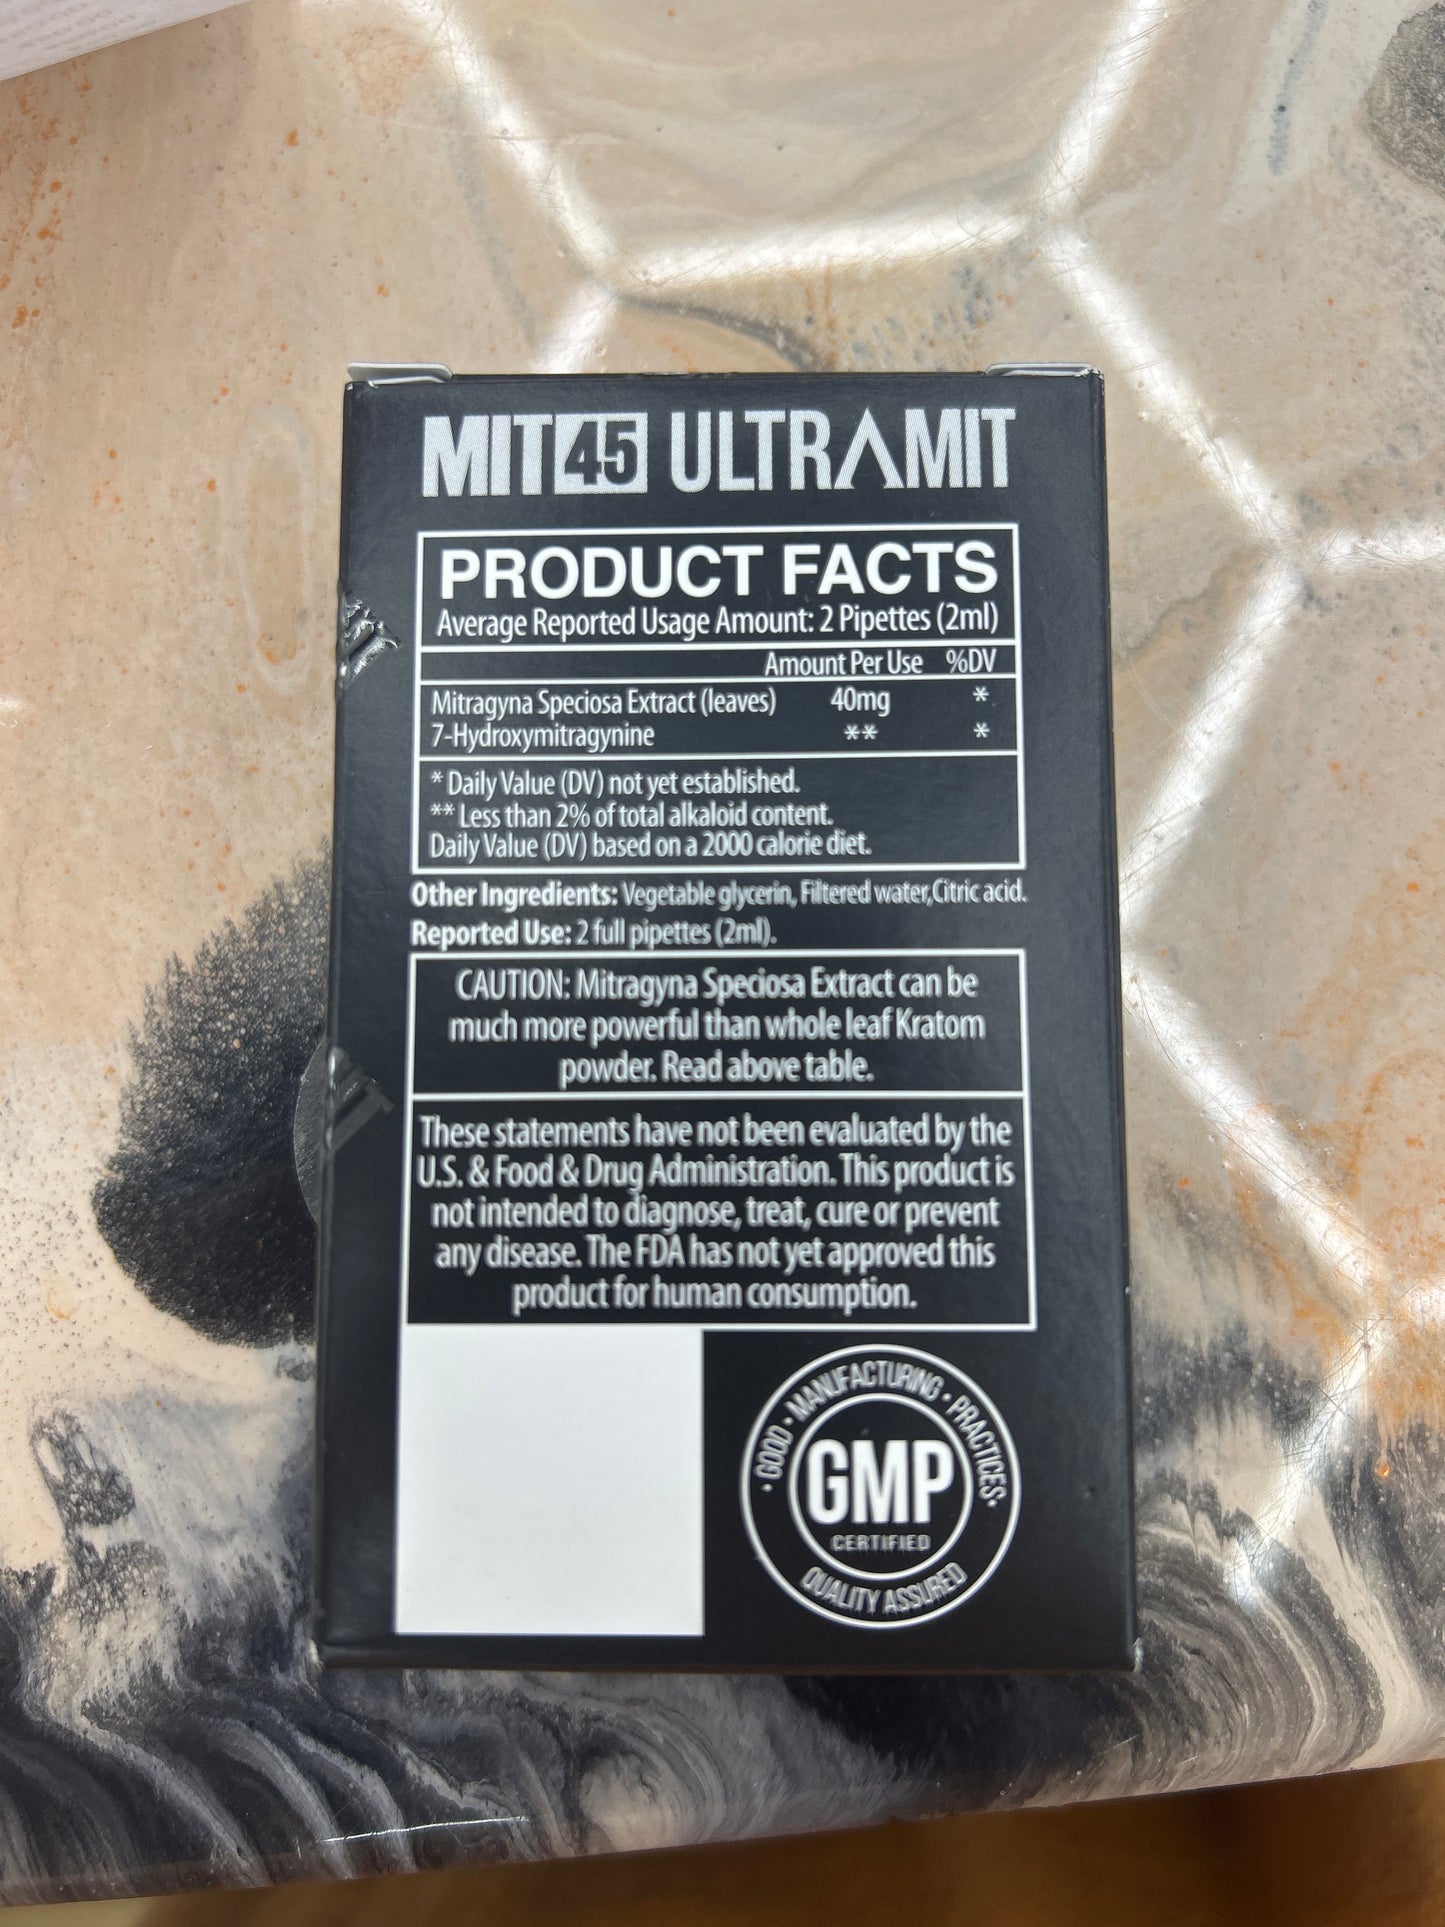 MIT45 ULTRAMIT
PRODUCT FACTS
Average Reported Usage Amount: 2 Pipettes (2ml)
Amount Per Use %DV
Mitragyna Speciosa Extract (leaves) 40mg *
7-Hydroxymitragynine ** *
* Daily Value (DV) not yet established.
** Less than 2% of total alkaloid content.
Daily Value (DV) based on a 2000 calorie diet.
Other Ingredients: Vegetable glycerin, Filtered water,Citric acid.
Reported Use: 2 full pipettes (2ml).
CAUTION: Mitragyna Speciosa Extract can be
much more powerful than whole leaf Kratom
powder. Read above table.
These statements have not been evaluated by the
U.S. & Food & Drug Administration. This product is
not intended to diagnose, treat, cure or prevent
any disease. The FDA has not yet approved this
product for human consumption.
GOOD • MANUFACTURING • PRACTICES
GMP
CERTIFIED
QUALITY ASSURED